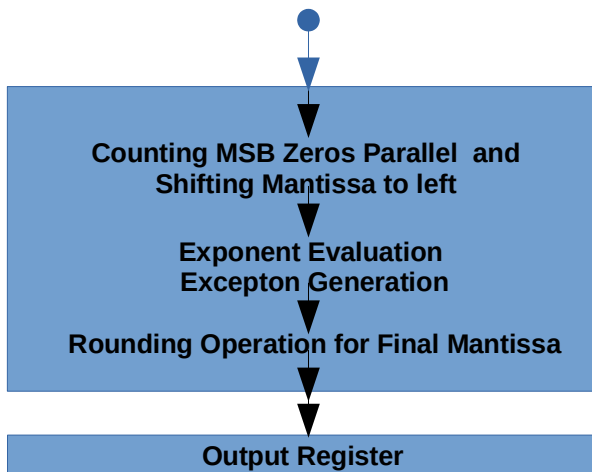 Counting MSB Zeros Parallel and
Shifting Mantissa to left
Exponent Evaluation
Excepton Generation
Rounding Operation for Final Mantissa
Output Register